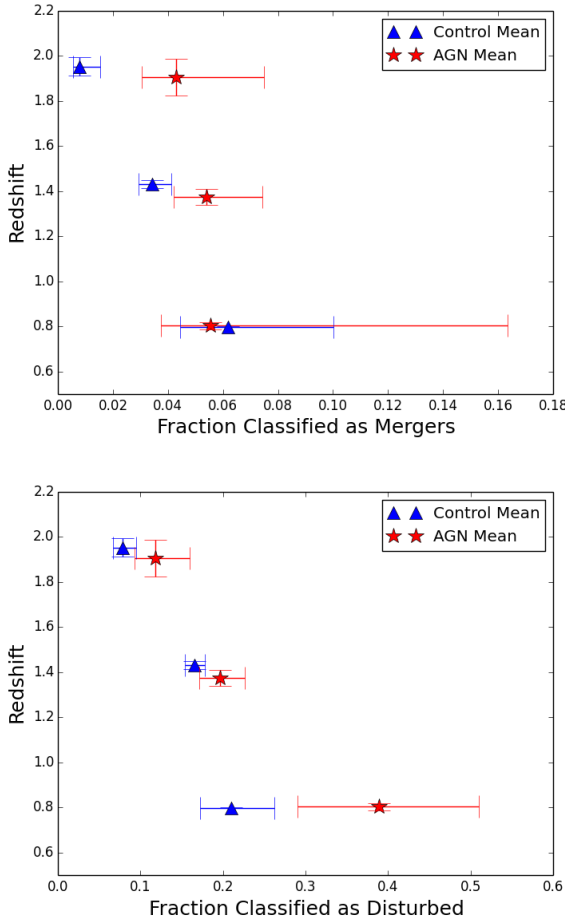 2.2
2.0
1.8
1.6
1.4
1.2
1.0
0.8
0.6
Redshift
Control Mean
AGN Mean
0.00 0.02 0.04 0.06 0.08 0.10 0.12 0.14 0.16 0.18
Fraction Classified as Mergers
2.2
2.0
1.8
1.6
1.4
1.2
1.0
0.8
0.6
Redshift
Control Mean
AGN Mean
0.0 0.1 0.2 0.3 0.4 0.5 0.6
Fraction Classified as Disturbed